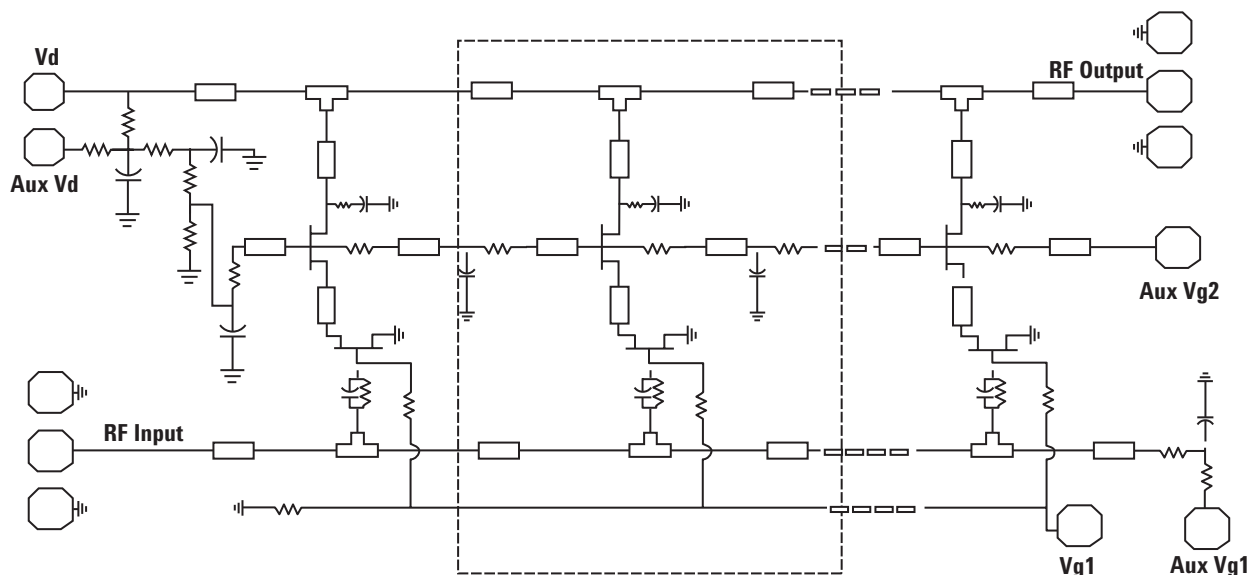 Vd
RF Output
Aux Vd
Aux Vg2
RF Input
Vg1
Aux Vg1